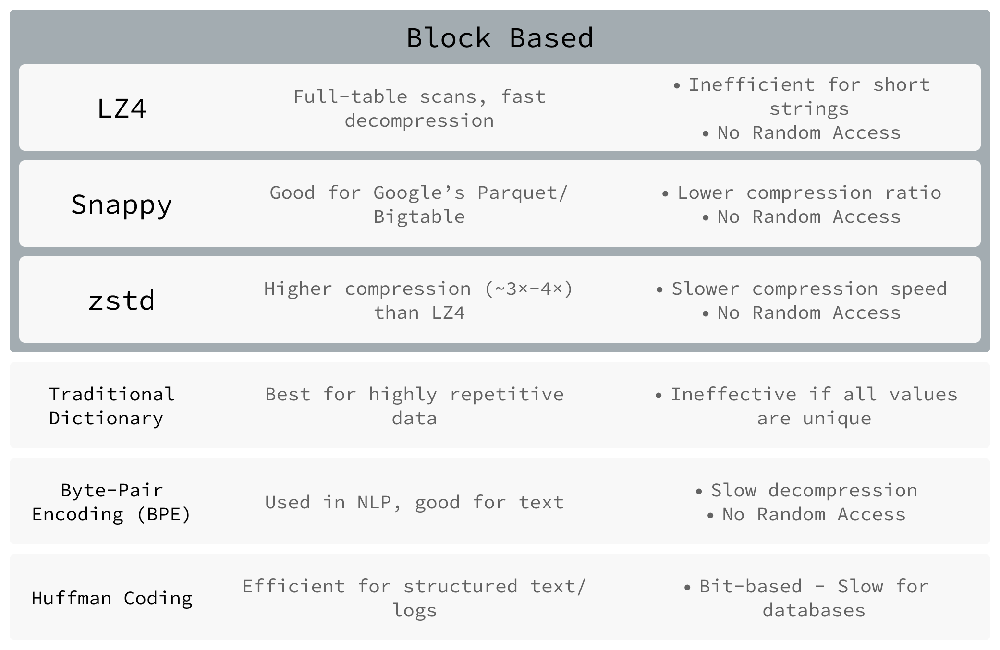 Block Based
LZ4
Full-table scans, fast
decompression
• Inefficient for short
strings
• No Random Access
Snappy
Good for Google’s Parquet/
Bigtable
• Lower compression ratio
• No Random Access
zstd
Higher compression (~3×-4×)
than LZ4
• Slower compression speed
• No Random Access
Traditional
Dictionary
Best for highly repetitive
data
• Ineffective if all values
are unique
Byte-Pair
Encoding (BPE)
Used in NLP, good for text
• Slow decompression
• No Random Access
Huffman Coding
Efficient for structured text/
logs
• Bit-based - Slow for
databases